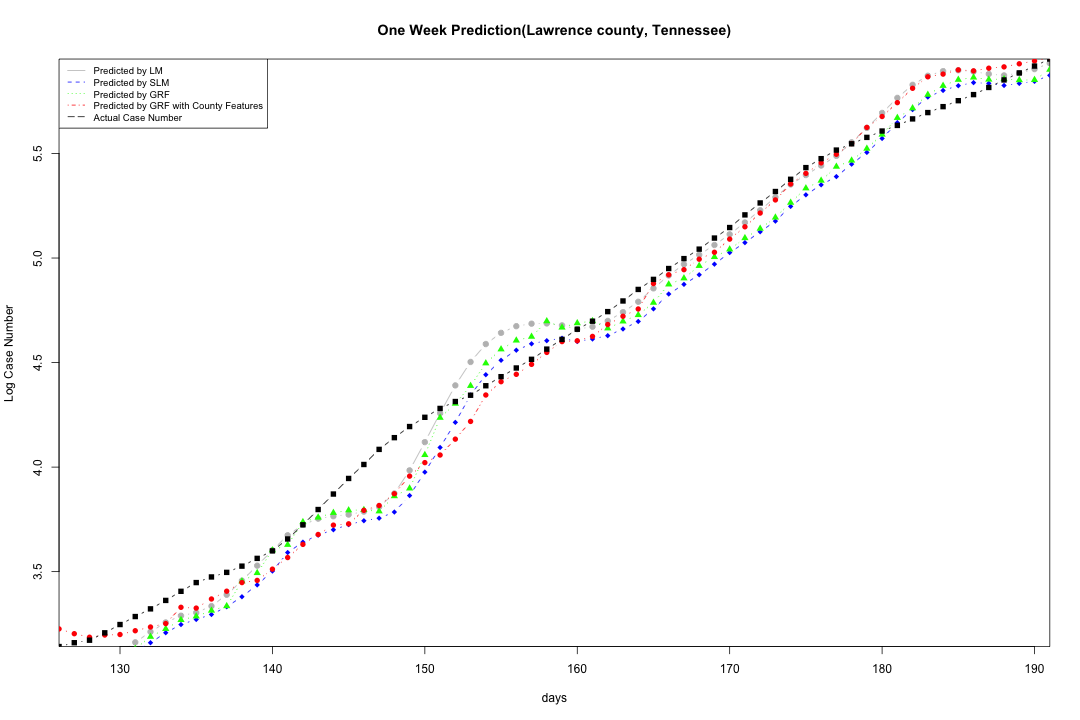 One Week Prediction(Lawrence county, Tennessee)
Predicted by LM
Predicted by SLM
Predicted by GRF
Predicted by GRF with County Features
Actual Case Number
5.5
5.0
4.5
4.0
3.5
Log Case Number
130 140 150 160 170 180 190
days